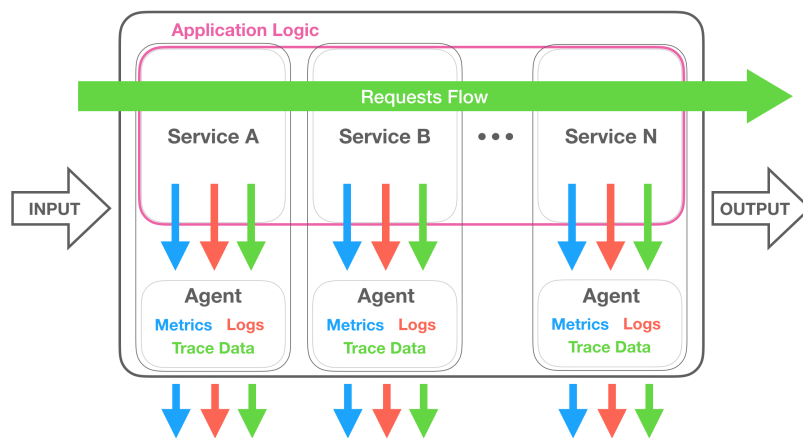 Application Logic
Requests Flow
Service A
Service B
•••
Service N
INPUT
OUTPUT
Agent
Metrics Logs
Trace Data
Agent
Metrics Logs
Trace Data
Agent
Metrics Logs
Trace Data